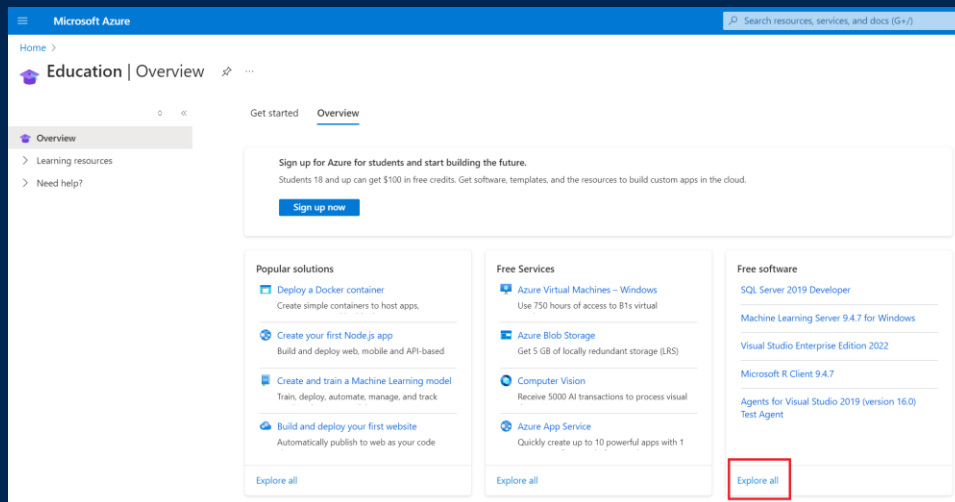 Microsoft Azure
Search resources, services, and docs (G+/)
Home >
Education | Overview
Get started
Overview
Overview
Learning resources
Need help?
Sign up for Azure for students and start building the future.
Students 18 and up can get $100 in free credits. Get software, templates, and the resources to build custom apps in the cloud.
Sign up now
Popular solutions
Deploy a Docker container
Create simple containers to host apps,
Create your first Node.js app
Build and deploy web, mobile and API-based
Create and train a Machine Learning model
Train, deploy, automate, manage, and track
Build and deploy your first website
Automatically publish to web as your code
Explore all
Free Services
Azure Virtual Machines – Windows
Use 750 hours of access to B1s virtual
Azure Blob Storage
Get 5 GB of locally redundant storage (LRS)
Computer Vision
Receive 5000 AI transactions to process visual
Azure App Service
Quickly create up to 10 powerful apps with 1
Explore all
Free software
SQL Server 2019 Developer
Machine Learning Server 9.4.7 for Windows
Visual Studio Enterprise Edition 2022
Microsoft R Client 9.4.7
Agents for Visual Studio 2019 (version 16.0)
Test Agent
Explore all